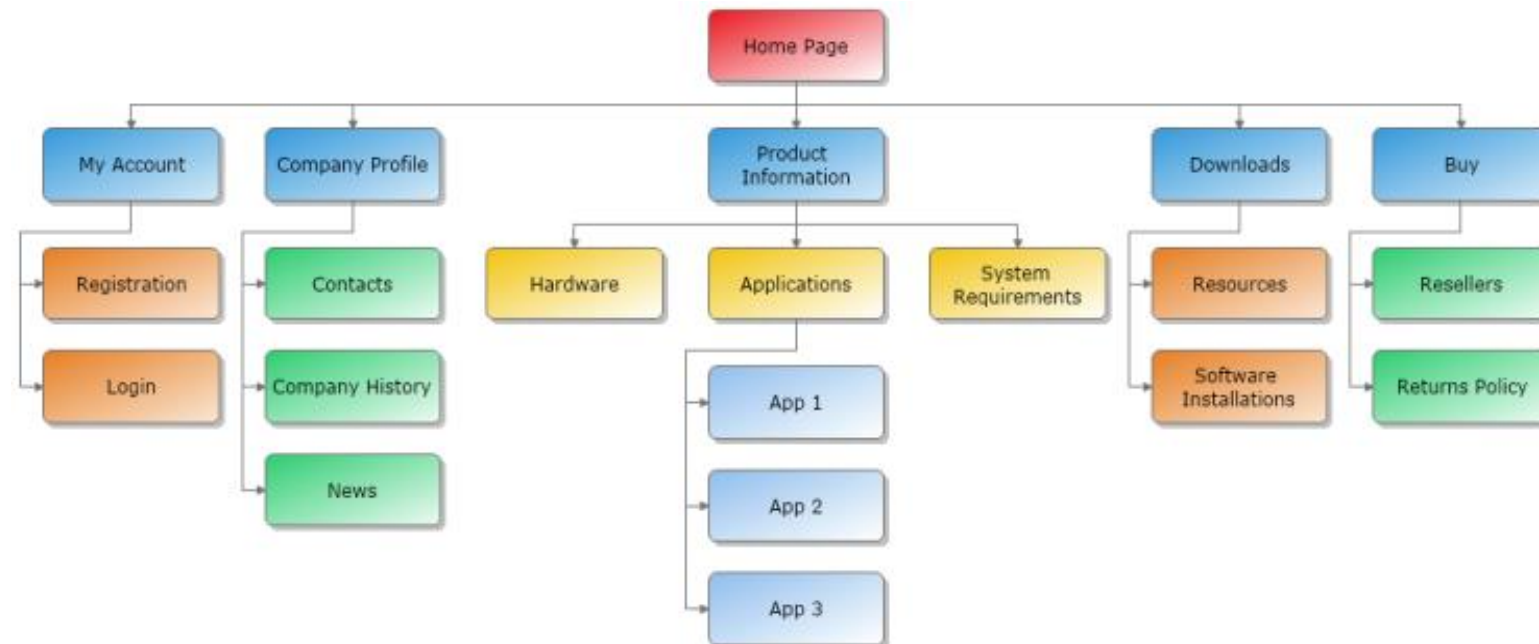 Home Page
My Account
Company Profile
Product
Information
Downloads
Buy
Registration
Contacts
Hardware
Applications
System
Requirements
Resources
Resellers
Login
Company History
App 1
Software
Installations
Returns Policy
News
App 2
App 3